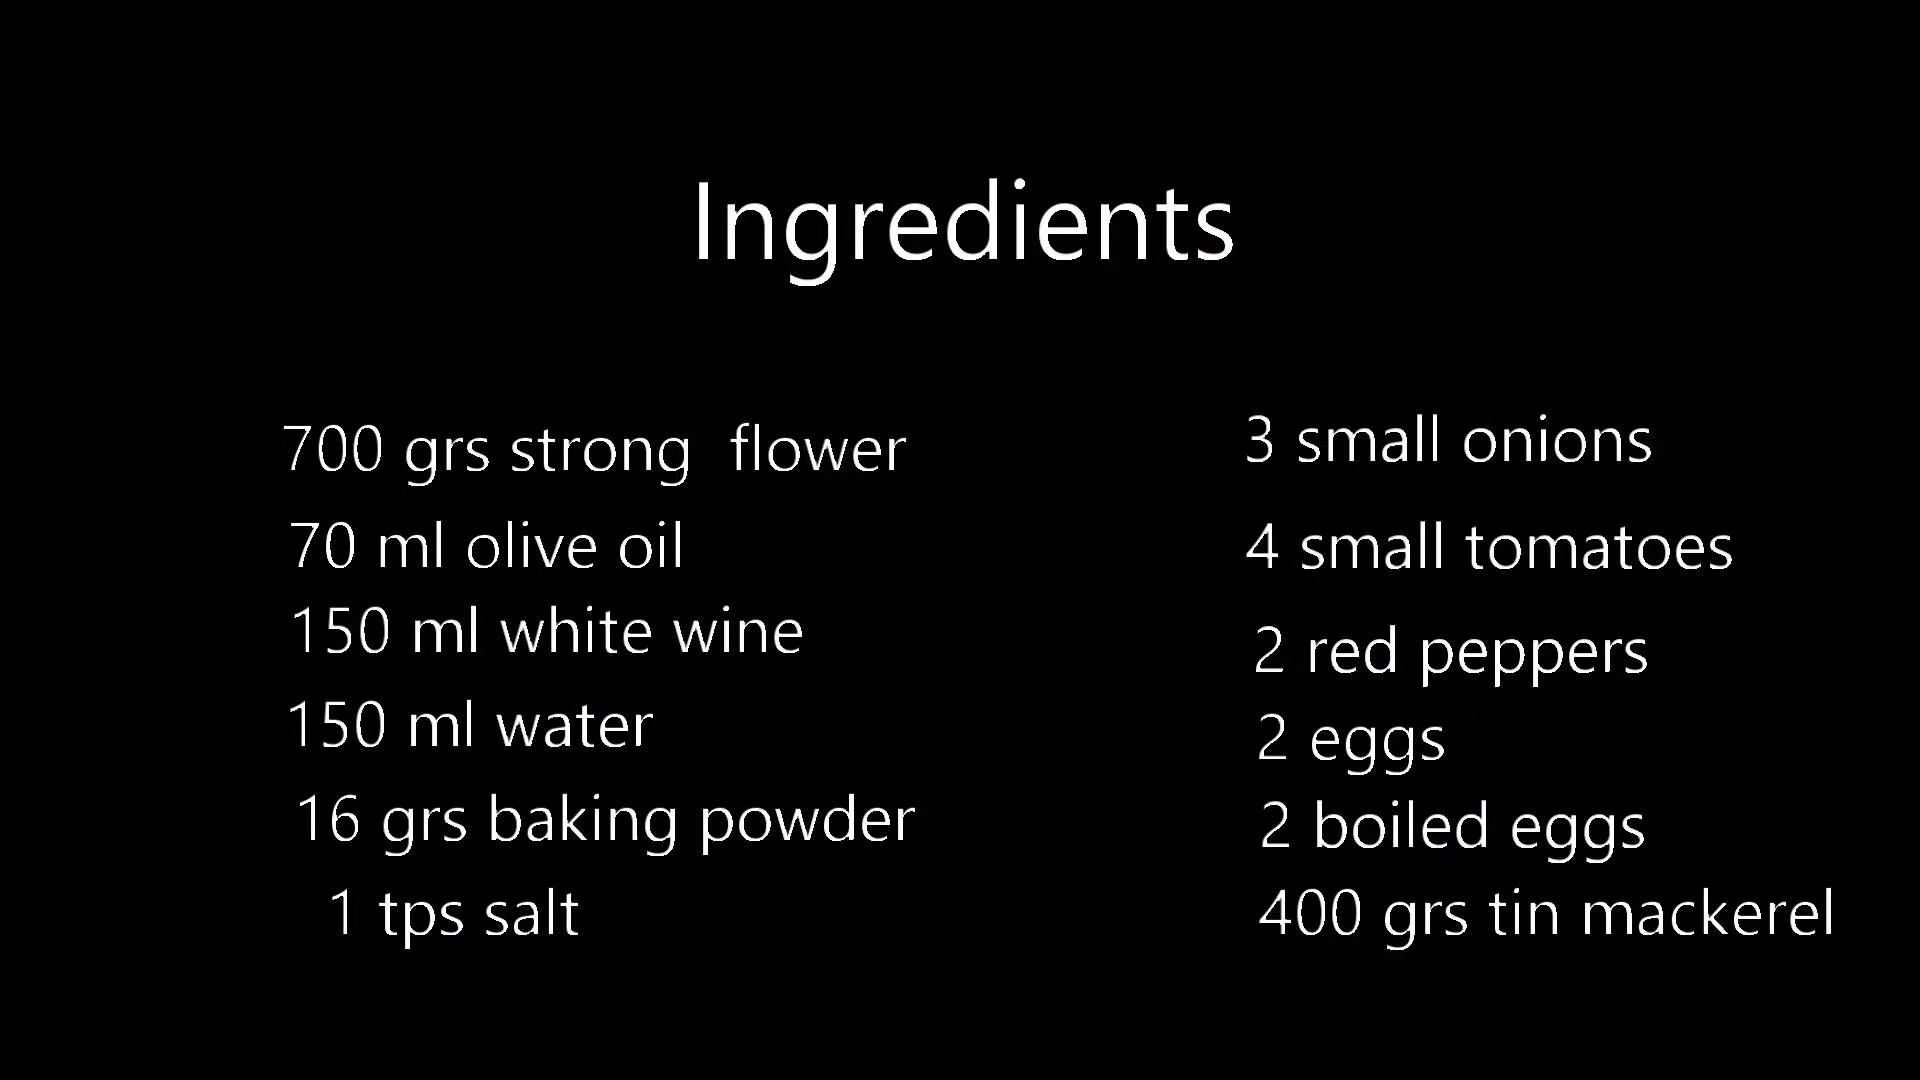 Ingredients
700 grs strong  flower
70 ml olive oil
150 ml white wine
150 ml water
16 grs baking powder
1 tps salt
3 small onions
4 small tomatoes
2 red peppers
2 eggs
2 boiled eggs
400 grs tin mackerel